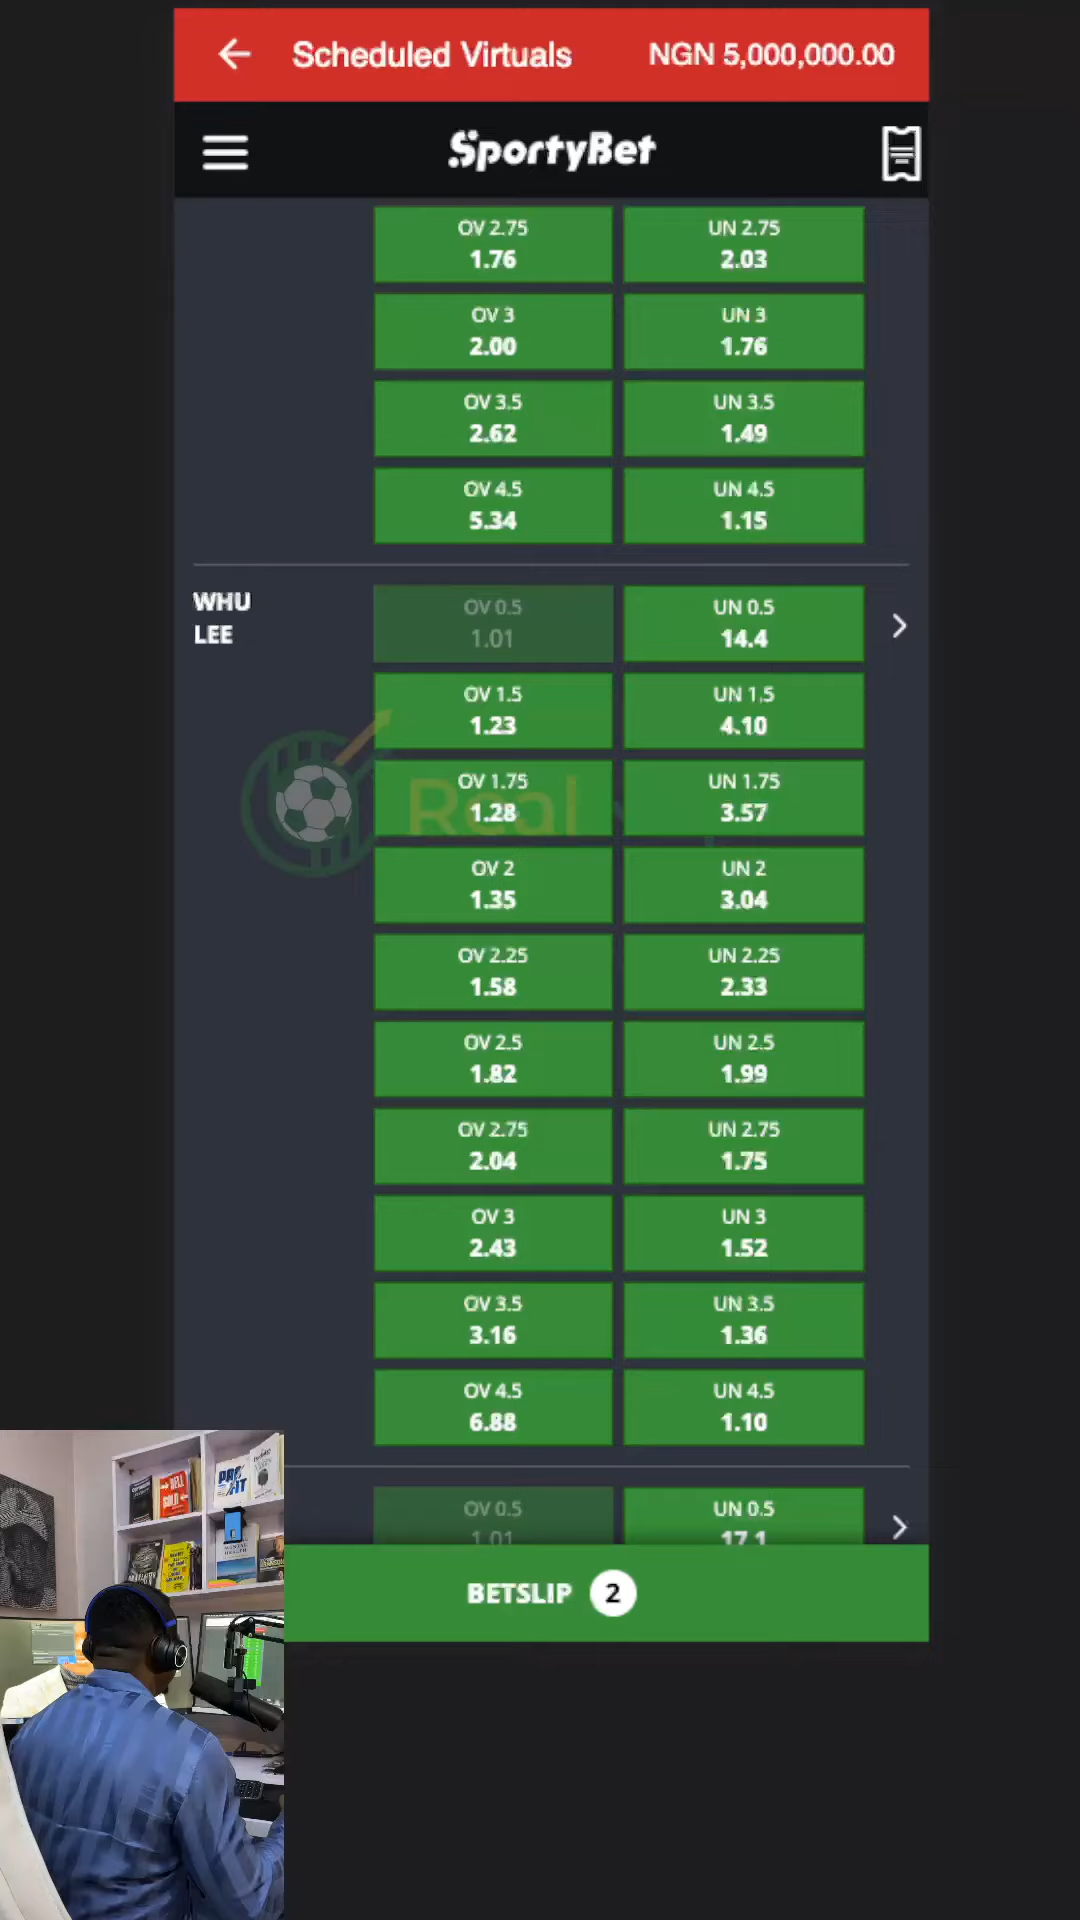 Scheduled Virtuals NGN 5,000,000.00
SportyBet
OV 2.75 UN 2.75
1.76 2.03
OV 3 UN 3
2.00 1.76
OV 3.5 UN 3.5
2.62 1.49
OV 4.5 UN 4.5
5.34 1.15
WHU
LEE
OV 0.5 UN 0.5
1.01 14.4
OV 1.5 UN 1.5
1.23 4.10
OV 1.75 UN 1.75
1.28 3.57
Real
OV 2 UN 2
1.35 3.04
OV 2.25 UN 2.25
1.58 2.33
OV 2.5 UN 2.5
1.82 1.99
OV 2.75 UN 2.75
2.04 1.75
OV 3 UN 3
2.43 1.52
OV 3.5 UN 3.5
3.16 1.36
OV 4.5 UN 4.5
6.88 1.10
OV 0.5 UN 0.5
1.01 17.1
BETSLIP 2
SELL
GOLD